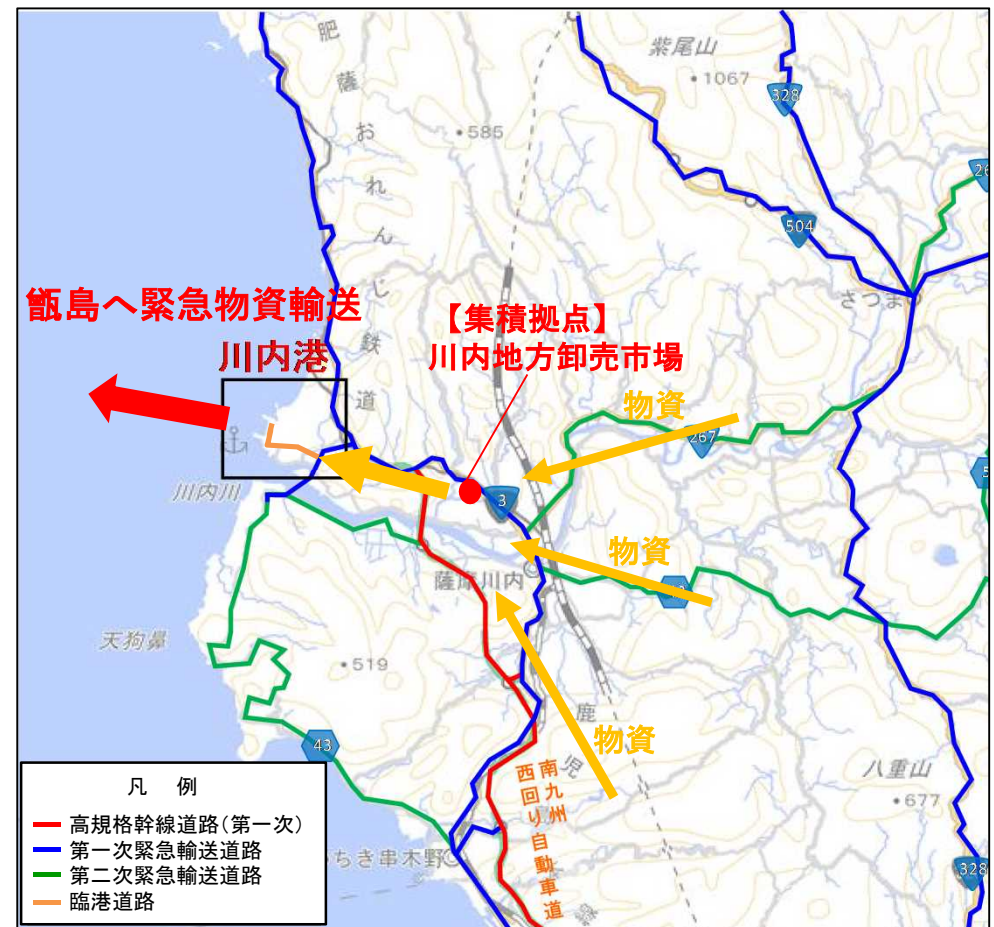 肥薩おれんじ鉄道
紫尾山
・1067
328
・585
26
504
さつま
甑島へ緊急物資輸送
川内港
【集積拠点】
川内地方卸売市場
物資
267
3
川内川
物資
薩摩川内
天狗鼻
・519
物資
43
鹿児
南九州
西回り自動車道
八重山
・677
328
ちき串木野
凡 例
高規格幹線道路(第一次)
第一次緊急輸送道路
第二次緊急輸送道路
臨港道路